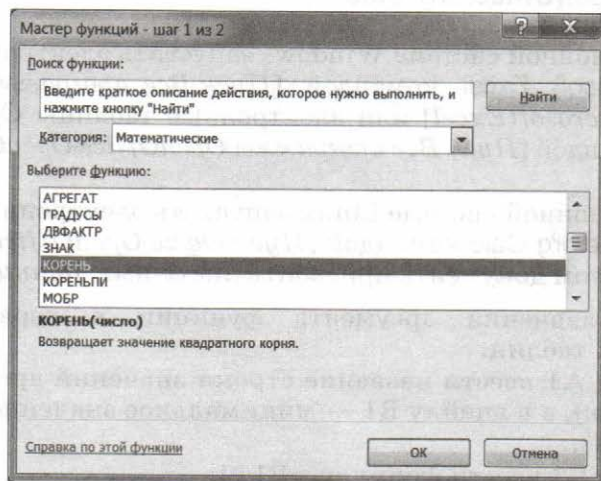 Мастер функций - шаг 1 из 2
Поиск функции:
Введите краткое описание действия, которое нужно выполнить, и
нажмите кнопку "Найти"
Найти
Категория: Математические
Выберите функцию:
АГРЕГАТ
ГРАДУСЫ
ДВФАКТР
ЗНАК
КОРЕНЬ
КОРЕНЬПИ
МОБР
КОРЕНЬ(число)
Возвращает значение квадратного корня.
Справка по этой функции
ОК
Отмена